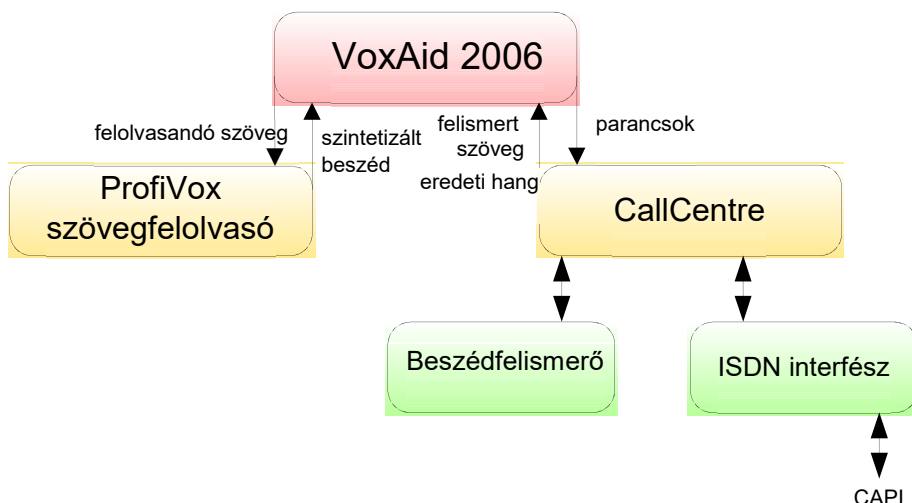 VoxAid 2006
felolvasandó szöveg
szintetizált
beszéd
felismert
szöveg
eredeti hang
parancsok
ProfiVox
szövegfelolvasó
CallCentre
Beszédfelismerő
ISDN interfész
CAPI